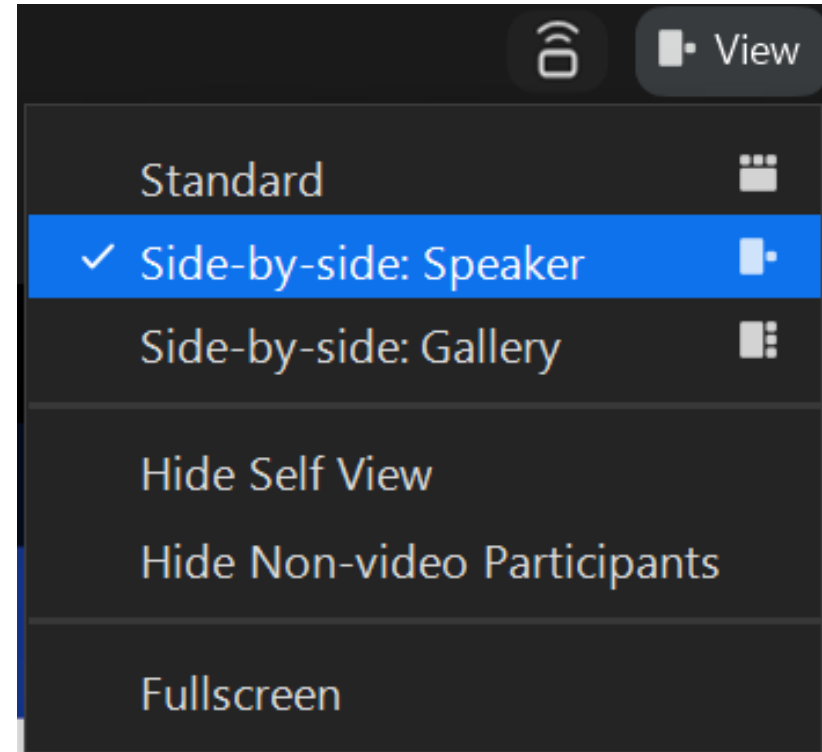 View
Standard
Side-by-side: Speaker
Side-by-side: Gallery
Hide Self View
Hide Non-video Participants
Fullscreen